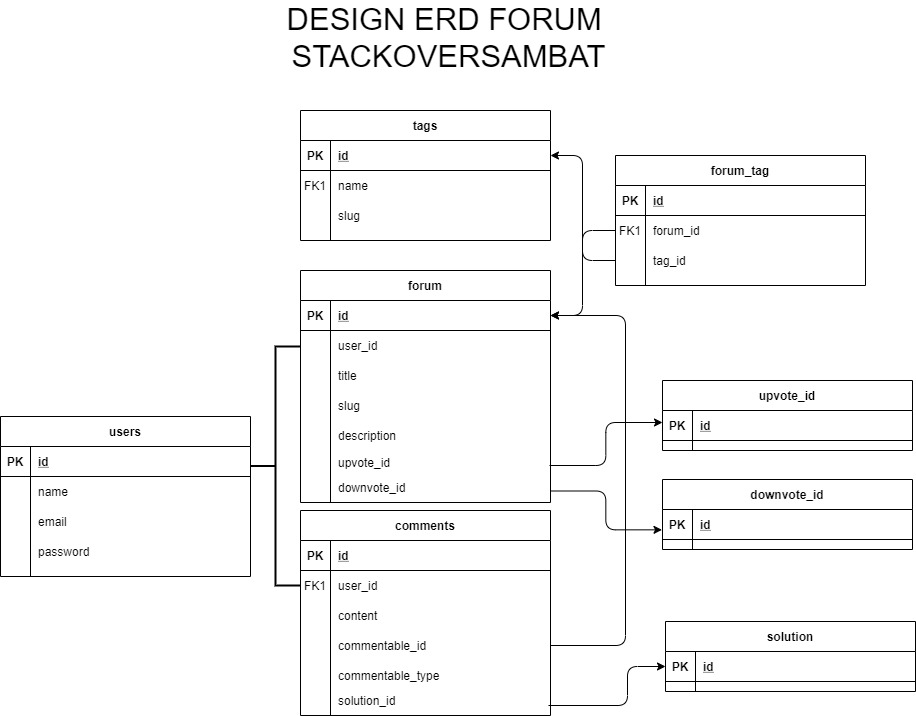 DESIGN ERD FORUM
STACKOVERSAMBAT
tags
PK id
FK1 name
slug
forum_tag
PK id
FK1 forum_id
tag_id
forum
PK id
user_id
title
slug
description
upvote_id
downvote_id
users
PK id
name
email
password
upvote_id
PK id
downvote_id
PK id
comments
PK id
FK1 user_id
content
commentable_id
commentable_type
solution_id
solution
PK id